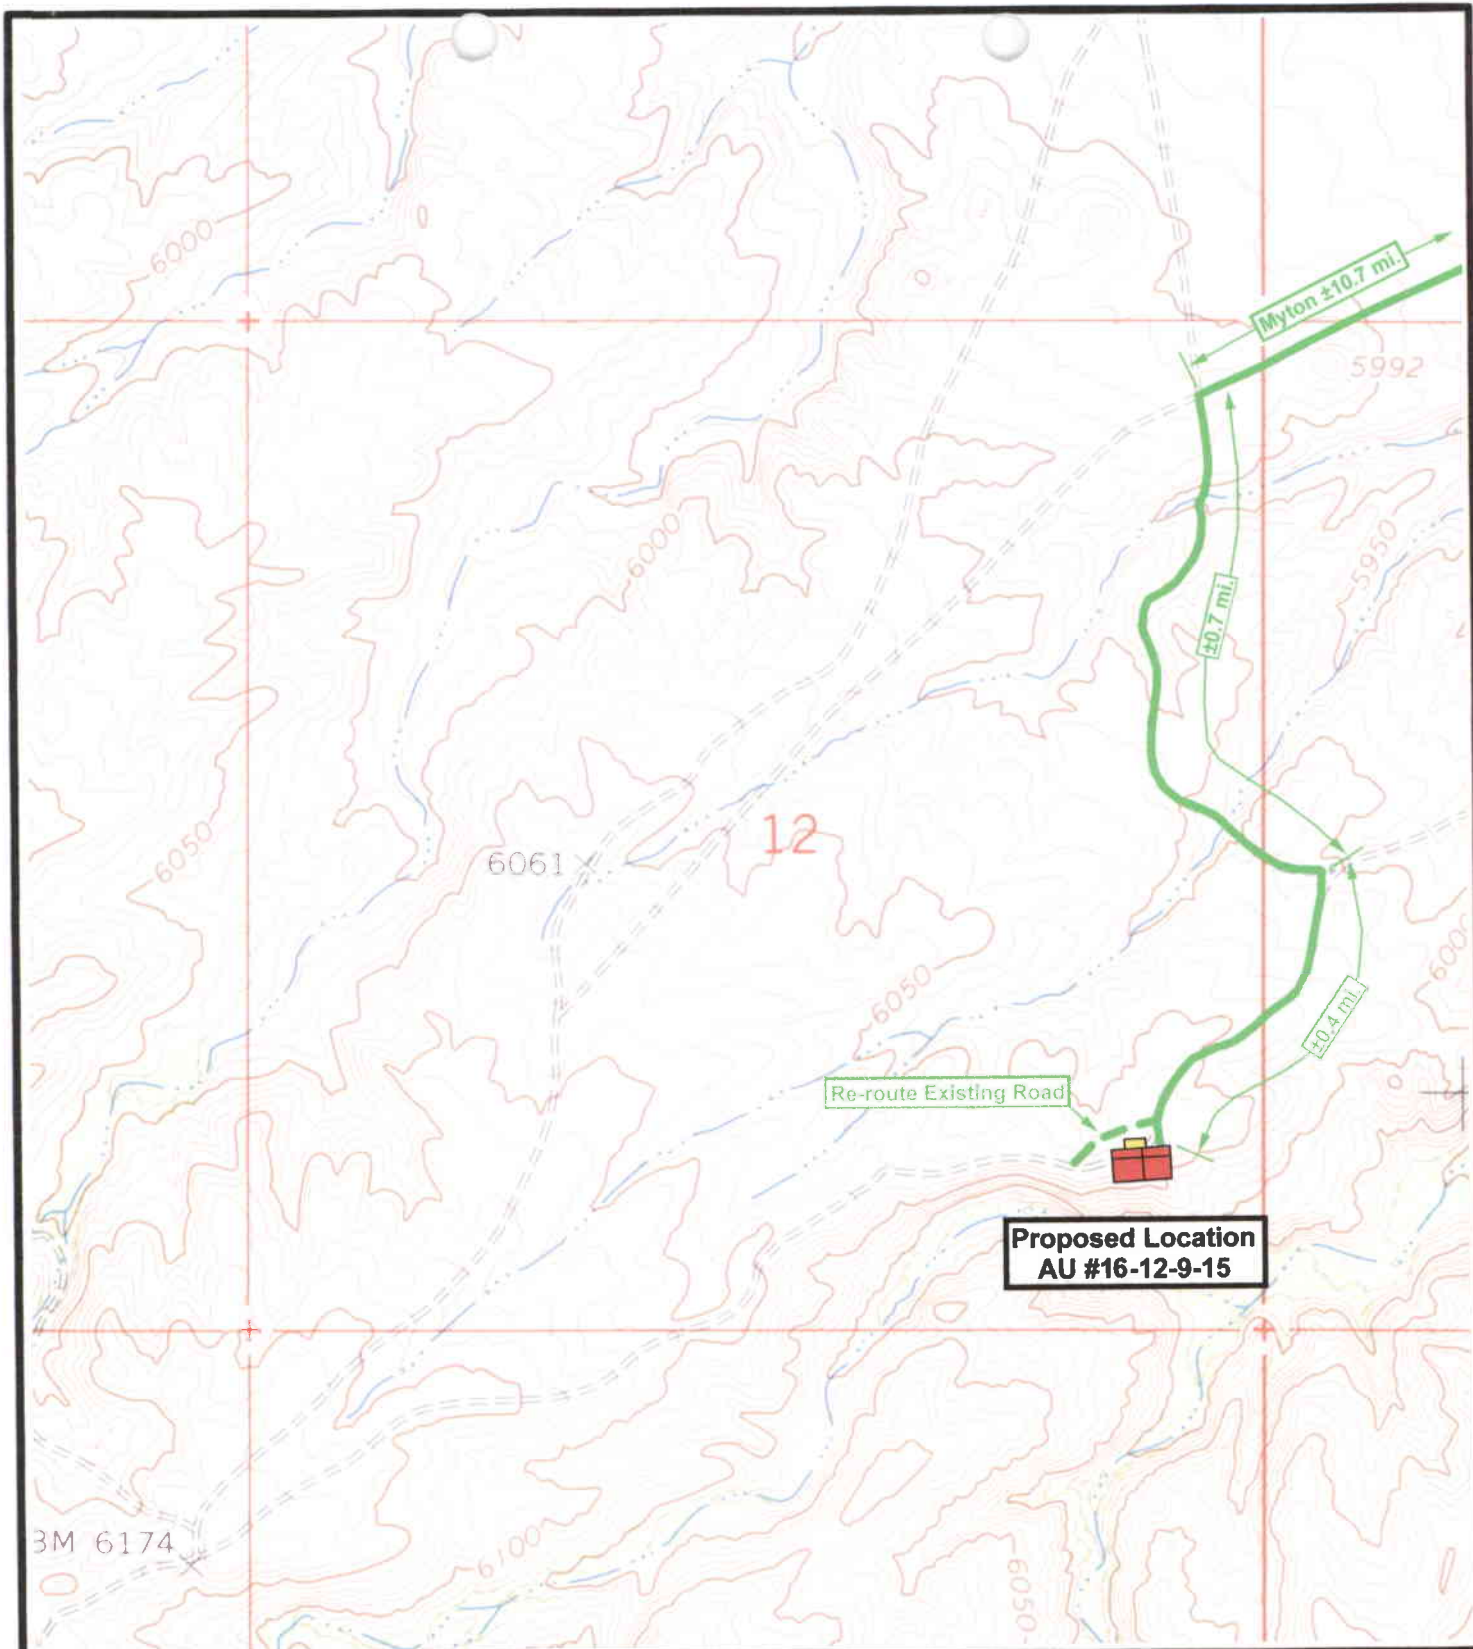 6000
Myton ±10.7 mi.
5992
6000
5950
±0.7 mi.
12
6050
6061
6050
6000
±0.4 mi.
Re-route Existing Road
Proposed Location
AU #16-12-9-15
BM 6174
6100
6050